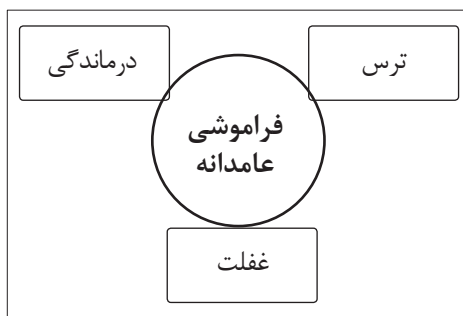 ترس
درماندگی
فراموشی
عامدانه
غفلت